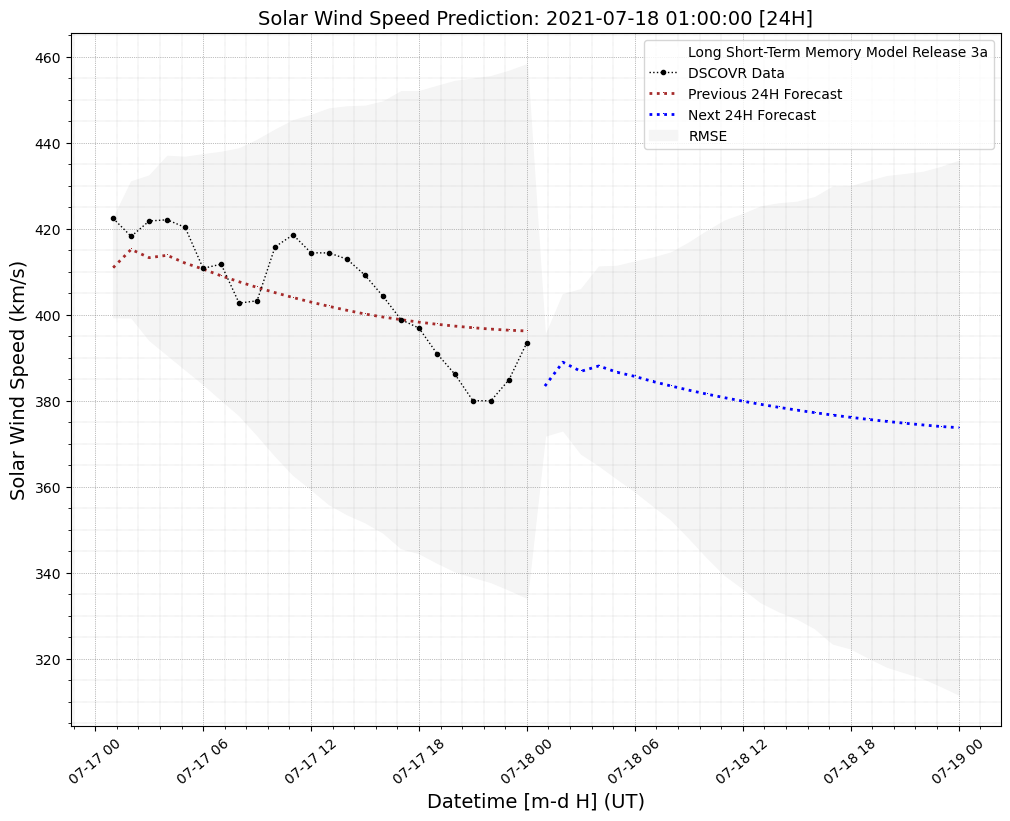 Solar Wind Speed Prediction: 2021-07-18 01:00:00 [24H]
Long Short-Term Memory Model Release 3a
DSCOVR Data
Previous 24H Forecast
Next 24H Forecast
RMSE
Solar Wind Speed (km/s)
460
440
420
400
380
360
340
320
07-17 00
07-17 06
07-17 12
07-17 18
07-18 00
07-18 06
07-18 12
07-18 18
07-19 00
Datetime [m-d H] (UT)